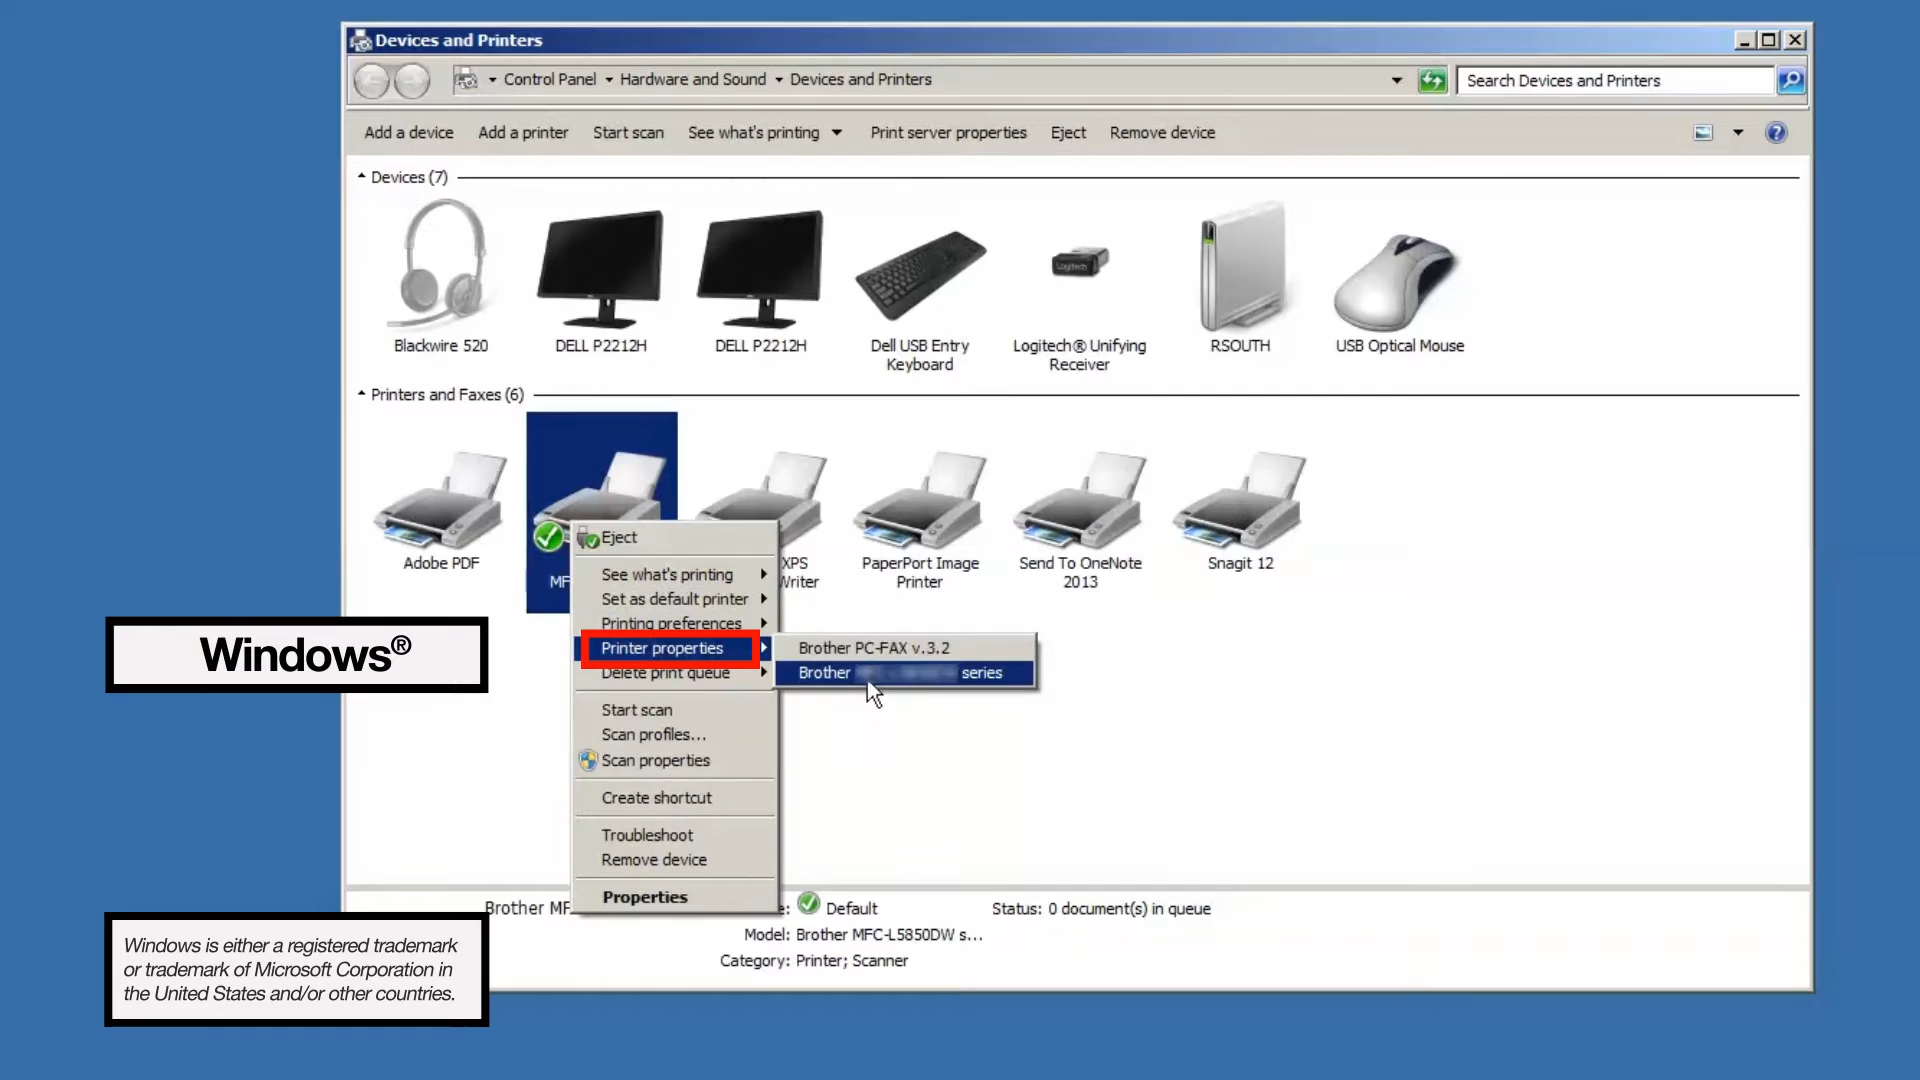 Devices and Printers
Control Panel Hardware and Sound Devices and Printers
Search Devices and Printers
Add a device Add a printer Start scan See what's printing Print server properties Eject Remove device
Devices (7)
Logitech
Blackwire 520
DELL P2212H
DELL P2212H
Dell USB Entry
Keyboard
Logitech® Unifying
Receiver
RSOUTH
USB Optical Mouse
Printers and Faxes (6)
Adobe PDF
MF
XPS
Writer
PaperPort Image
Printer
Send To OneNote
2013
Snagit 12
Eject
See what's printing
Set as default printer
Printing preferences
Printer properties
Delete print queue
Start scan
Scan profiles...
Scan properties
Create shortcut
Troubleshoot
Remove device
Properties
Brother PC-FAX v.3.2
Brother series
Windows®
Brother MF
Default
Status: 0 document(s) in queue
Model: Brother MFC-L5850DW s...
Category: Printer; Scanner
Windows is either a registered trademark
or trademark of Microsoft Corporation in
the United States and/or other countries.